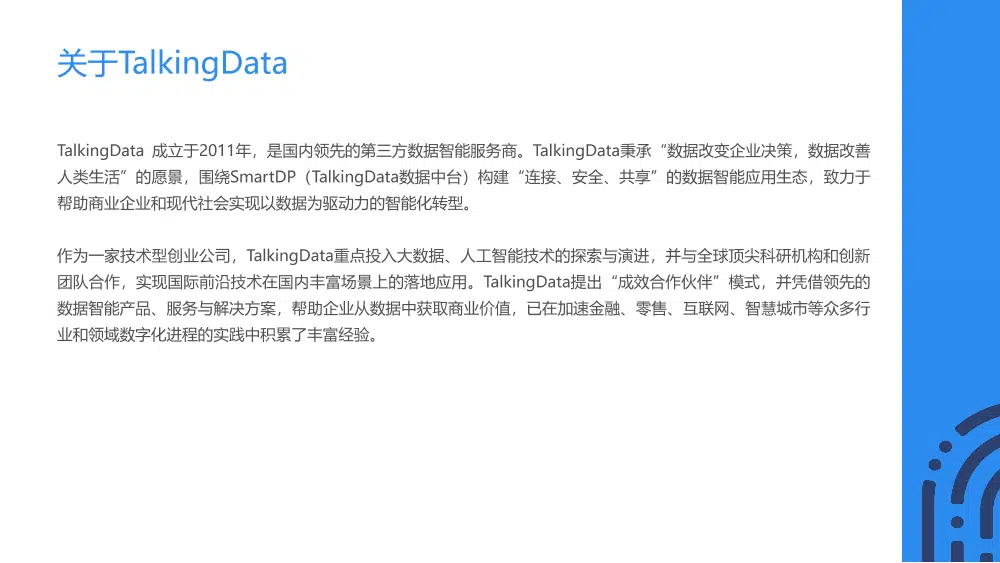 关于TalkingData
TalkingData 成立于2011年，是国内领先的第三方数据智能服务商。TalkingData秉承“数据改变企业决策，数据改善
人类生活”的愿景，围绕SmartDP（TalkingData数据中台）构建“连接、安全、共享”的数据智能应用生态，致力于
帮助商业企业和现代社会实现以数据为驱动力的智能化转型。
作为一家技术型创业公司，TalkingData重点投入大数据、人工智能技术的探索与演进，并与全球顶尖科研机构和创新
团队合作，实现国际前沿技术在国内丰富场景上的落地应用。TalkingData提出“成效合作伙伴”模式，并凭借领先的
数据智能产品、服务与解决方案，帮助企业从数据中获取商业价值，已在加速金融、零售、互联网、智慧城市等众多行
业和领域数字化进程的实践中积累了丰富经验。